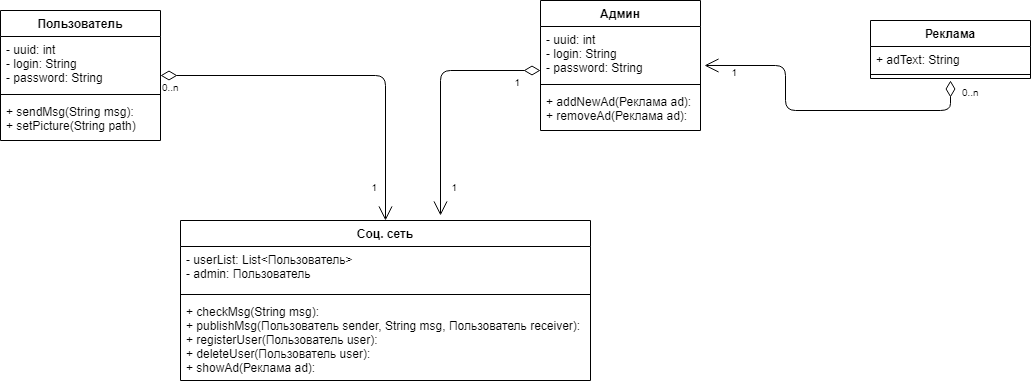 Пользователь
- uuid: int
- login: String
- password: String
+ sendMsg(String msg):
+ setPicture(String path)
0..n
1
Админ
- uuid: int
- login: String
- password: String
+ addNewAd(Реклама ad):
+ removeAd(Реклама ad):
1
1
Реклама
+ adText: String
0..n
1
Соц. сеть
- userList: List<Пользователь>
- admin: Пользователь
+ checkMsg(String msg):
+ publishMsg(Пользователь sender, String msg, Пользователь receiver):
+ registerUser(Пользователь user):
+ deleteUser(Пользователь user):
+ showAd(Реклама ad):